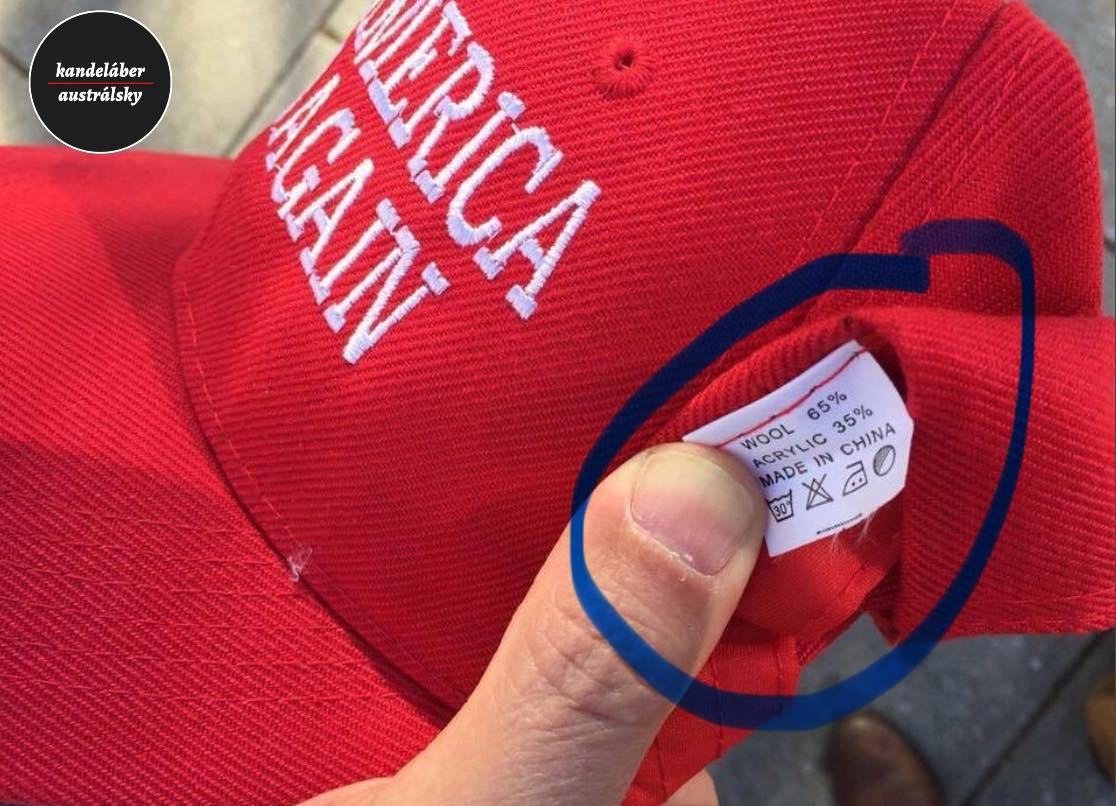 kandeláber
austrálsky
AMERICA
AGAIN
WOOL 65%
ACRYLIC 35%
MADE IN CHINA
30°